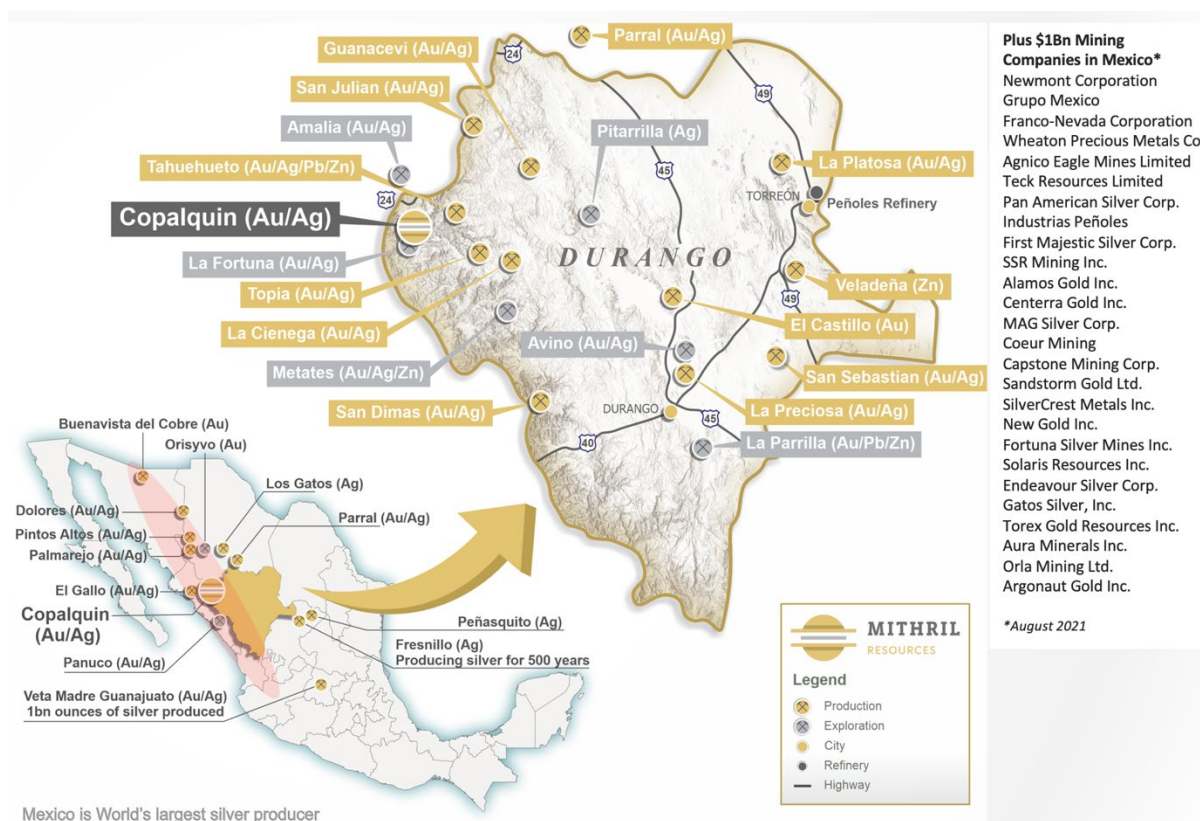 Parral (Au/Ag)
Guanacevi (Au/Ag)
24
49
San Julian (Au/Ag)
Amalia (Au/Ag)
Pitarrilla (Ag)
Tahuehueto (Au/Ag/Pb/Zn)
La Platosa (Au/Ag)
45
24
TORREÓN
Peñoles Refinery
Copalquin (Au/Ag)
DURANGO
La Fortuna (Au/Ag)
Topia (Au/Ag)
Veladeña (Zn)
49
La Cienega (Au/Ag)
El Castillo (Au)
Avino (Au/Ag)
Metates (Au/Ag/Zn)
San Sebastian (Au/Ag)
San Dimas (Au/Ag)
La Preciosa (Au/Ag)
DURANGO
45
40
La Parrilla (Au/Pb/Zn)
Buenavista del Cobre (Au)
Orisyvo (Au)
Los Gatos (Ag)
Dolores (Au/Ag)
Parral (Au/Ag)
Pintos Altos (Au/Ag)
Palmarejo (Au/Ag)
El Gallo (Au/Ag)
Copalquin
(Au/Ag)
Peñasquito (Ag)
Fresnillo (Ag)
Producing silver for 500 years
Panuco (Au/Ag)
Veta Madre Guanajuato (Au/Ag)
1bn ounces of silver produced
Mexico is World's largest silver producer
MITHRIL
RESOURCES
Legend
Production
Exploration
City
Refinery
Highway
Plus $1Bn Mining
Companies in Mexico*
Newmont Corporation
Grupo Mexico
Franco-Nevada Corporation
Wheaton Precious Metals Co
Agnico Eagle Mines Limited
Teck Resources Limited
Pan American Silver Corp.
Industrias Peñoles
First Majestic Silver Corp.
SSR Mining Inc.
Alamos Gold Inc.
Centerra Gold Inc.
MAG Silver Corp.
Coeur Mining
Capstone Mining Corp.
Sandstorm Gold Ltd.
SilverCrest Metals Inc.
New Gold Inc.
Fortuna Silver Mines Inc.
Solaris Resources Inc.
Endeavour Silver Corp.
Gatos Silver, Inc.
Torex Gold Resources Inc.
Aura Minerals Inc.
Orla Mining Ltd.
Argonaut Gold Inc.
*August 2021